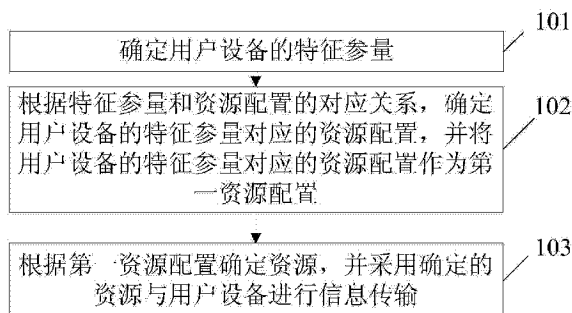 101
确定用户设备的特征参量
102
根据特征参量和资源配置的对应关系，确定
用户设备的特征参量对应的资源配置，并将
用户设备的特征参量对应的资源配置作为第
一资源配置
103
根据第一资源配置确定资源，并采用确定的
资源与用户设备进行信息传输